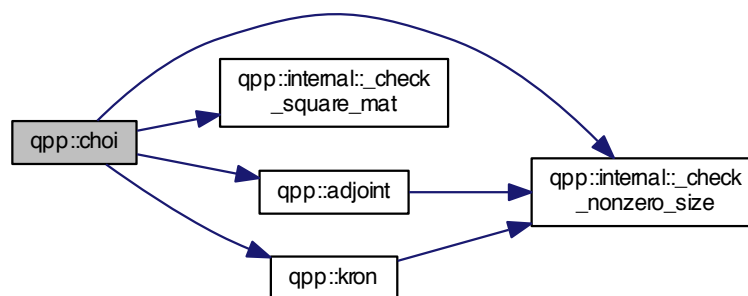 qpp::choi
qpp::internal::_check
_square_mat
qpp::adjoint
qpp::kron
qpp::internal::_check
_nonzero_size